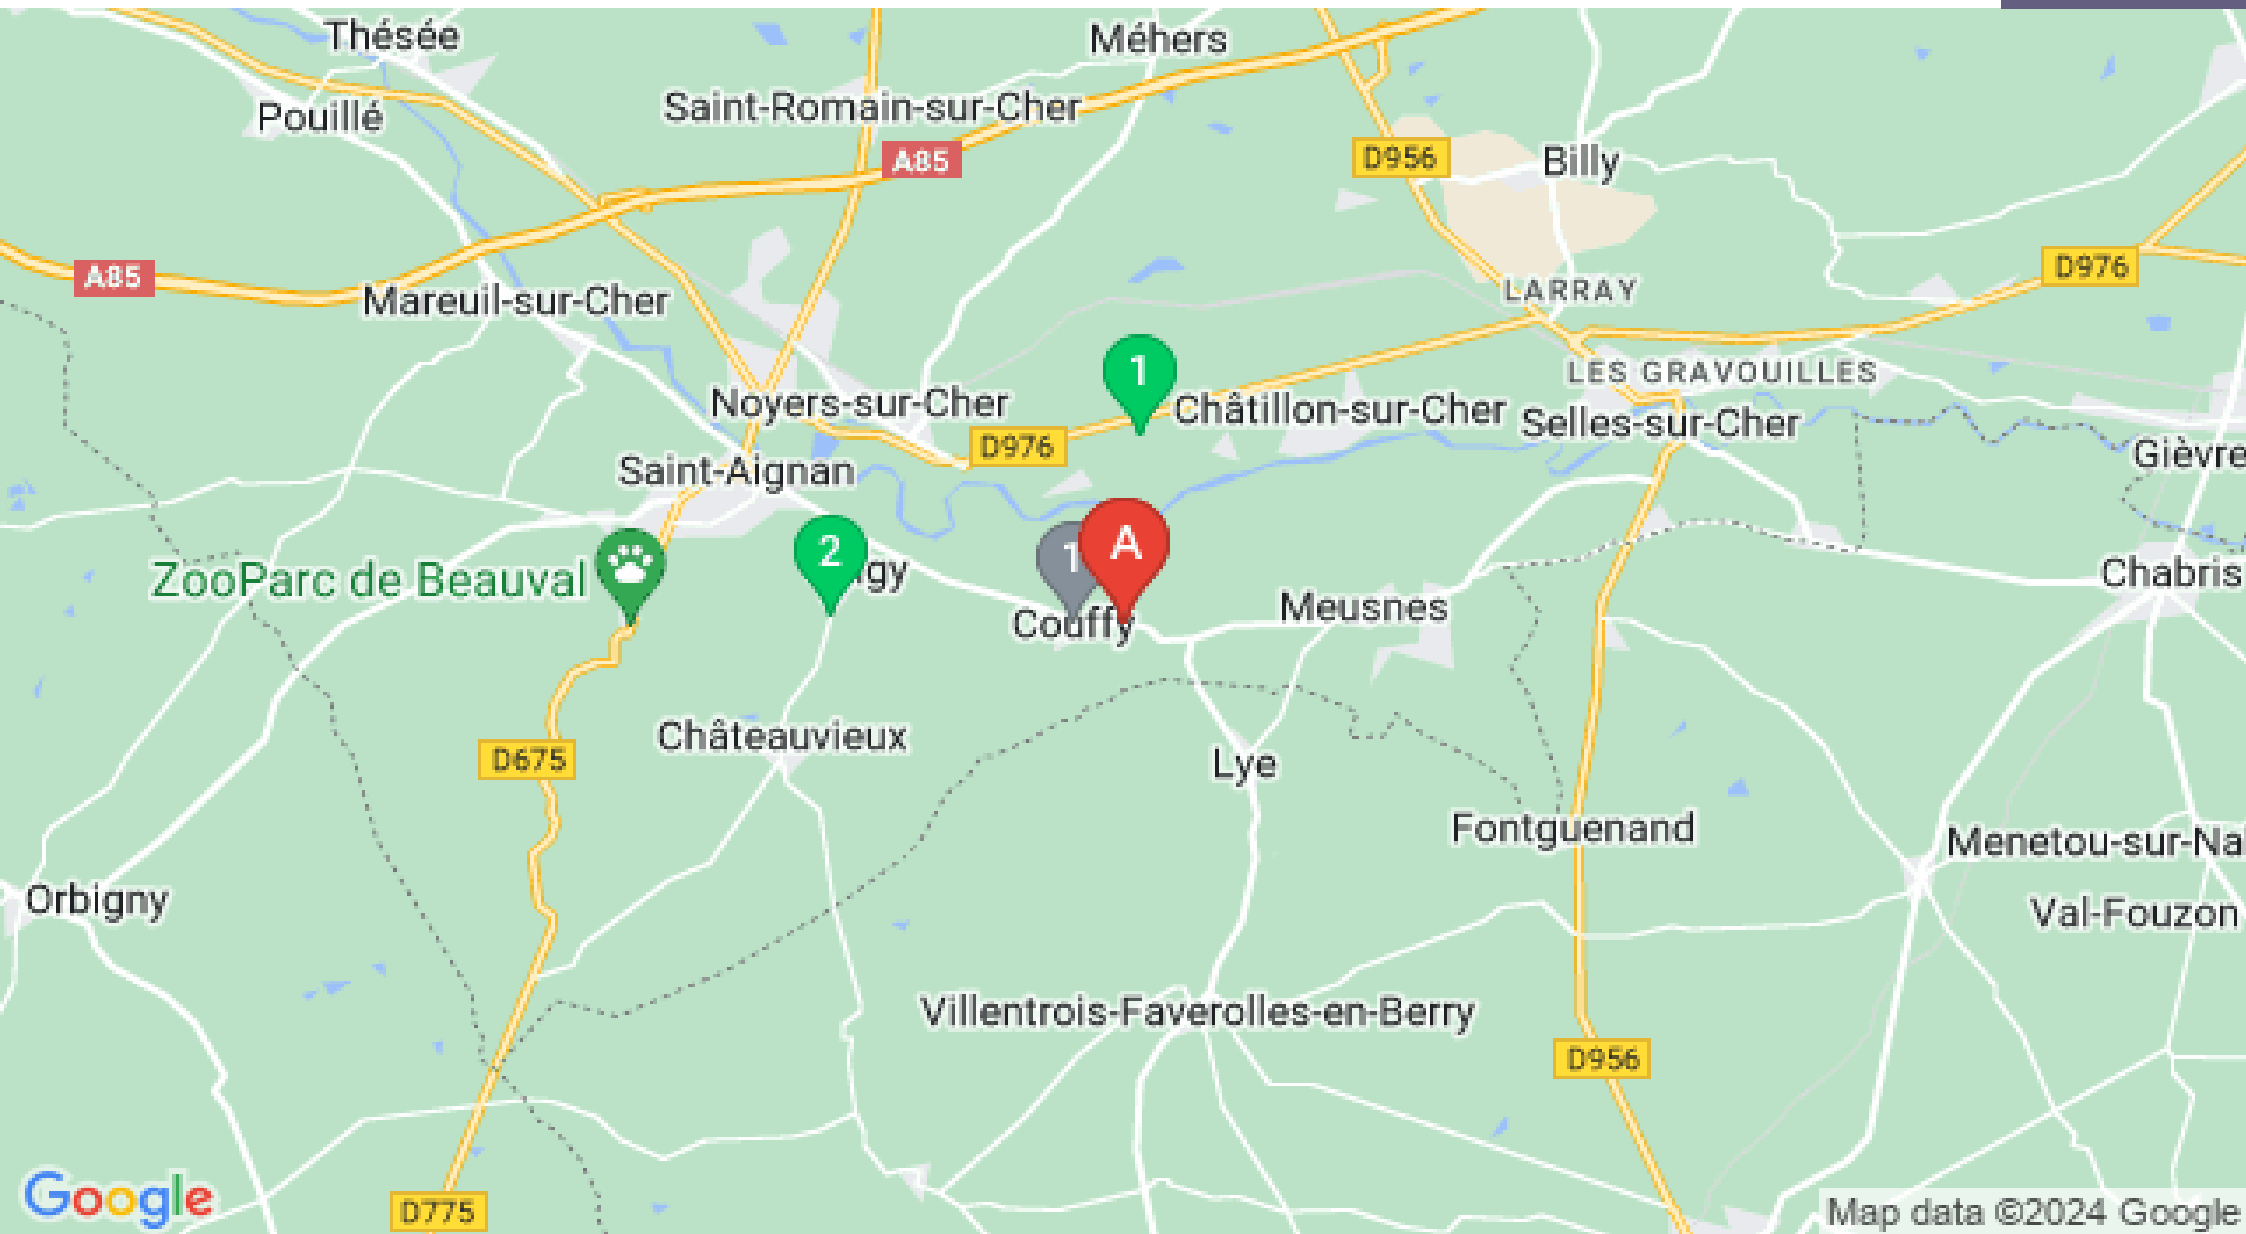 Thésée
Méhers
Pouillé
Saint-Romain-sur-Cher
A85
D956
Billy
A85
D976
Mareuil-sur-Cher
LARRAY
1
LES GRAVOUILLES
Noyers-sur-Cher
Châtillon-sur-Cher
Selles-sur-Cher
D976
Gièvre
Saint-Aignan
ZooParc de Beauval
2
gy
1
A
Chabris
Couffy
Meusnes
Châteauvieux
D675
Lye
Fontguenand
Menetou-sur-Na
Orbigny
Val-Fouzon
Villentrois-Faverolles-en-Berry
D956
Google
D775
Map data ©2024 Google